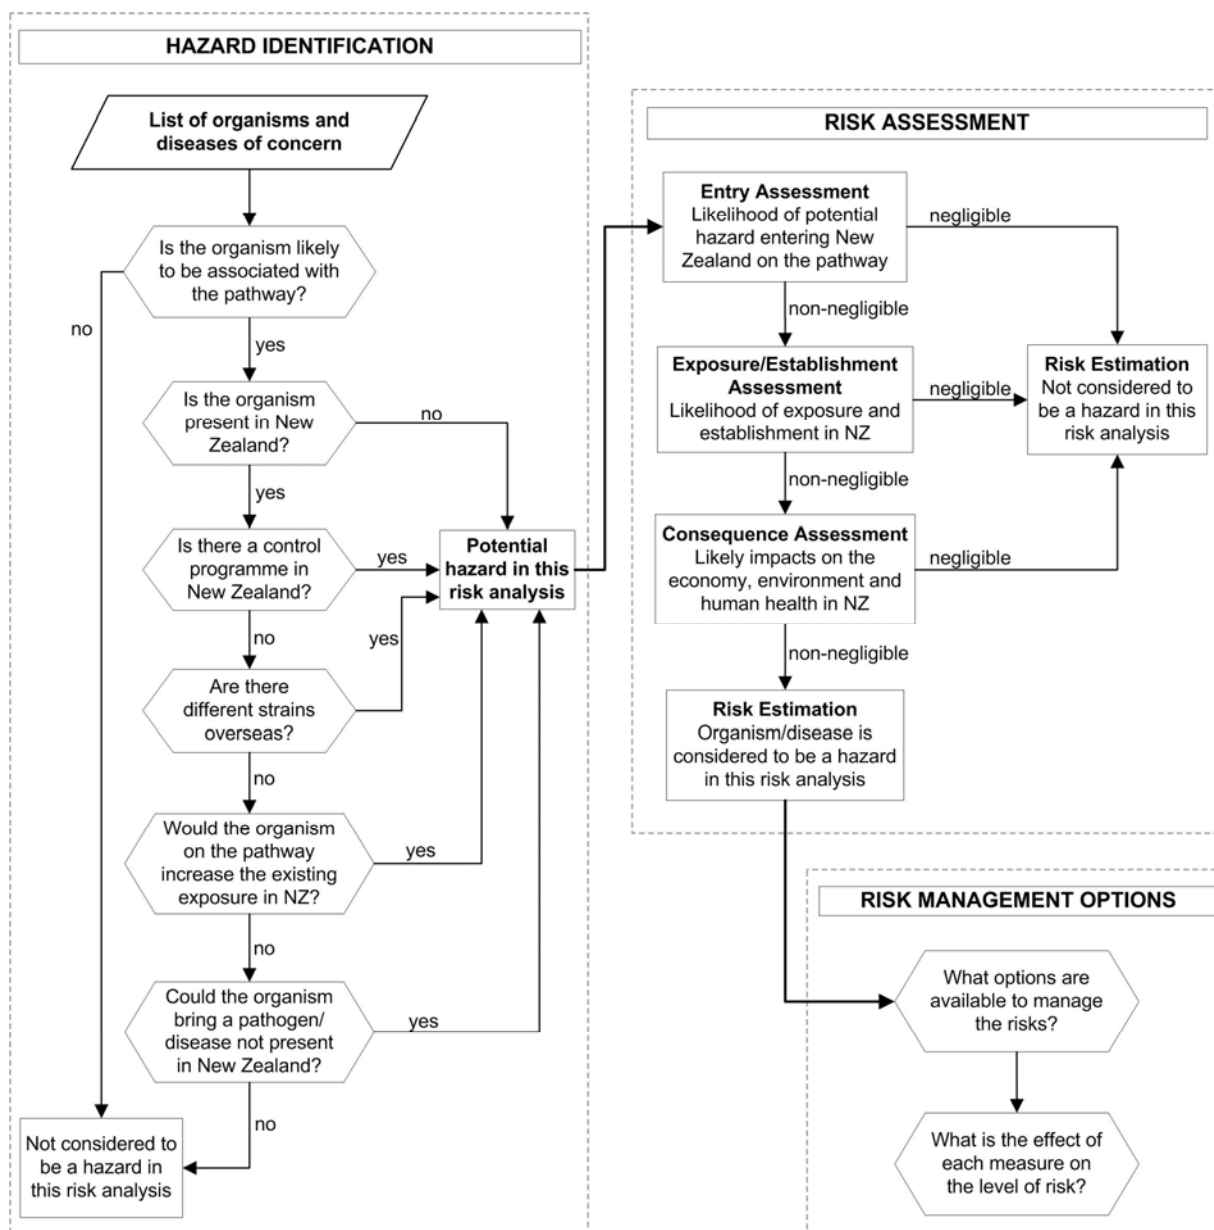 HAZARD IDENTIFICATION
List of organisms and
diseases of concern
Is the organism likely
to be associated with
the pathway?
no
yes
Is the organism
present in New
Zealand?
no
yes
Is there a control
programme in
New Zealand?
yes
no
Are there
different strains
overseas?
yes
no
Would the organism
on the pathway
increase the existing
exposure in NZ?
yes
no
Could the organism
bring a pathogen/
disease not present
in New Zealand?
yes
no
Not considered to
be a hazard in
this risk analysis
Potential
hazard in this
risk analysis
RISK ASSESSMENT
Entry Assessment
Likelihood of potential
hazard entering New
Zealand on the pathway
negligible
non-negligible
Exposure/Establishment
Assessment
Likelihood of exposure and
establishment in NZ
negligible
non-negligible
Consequence Assessment
Likely impacts on the
economy, environment and
human health in NZ
negligible
non-negligible
Risk Estimation
Not considered to
be a hazard in this
risk analysis
Risk Estimation
Organism/disease is
considered to be a hazard
in this risk analysis
RISK MANAGEMENT OPTIONS
What options are
available to manage
the risks?
What is the effect of
each measure on
the level of risk?